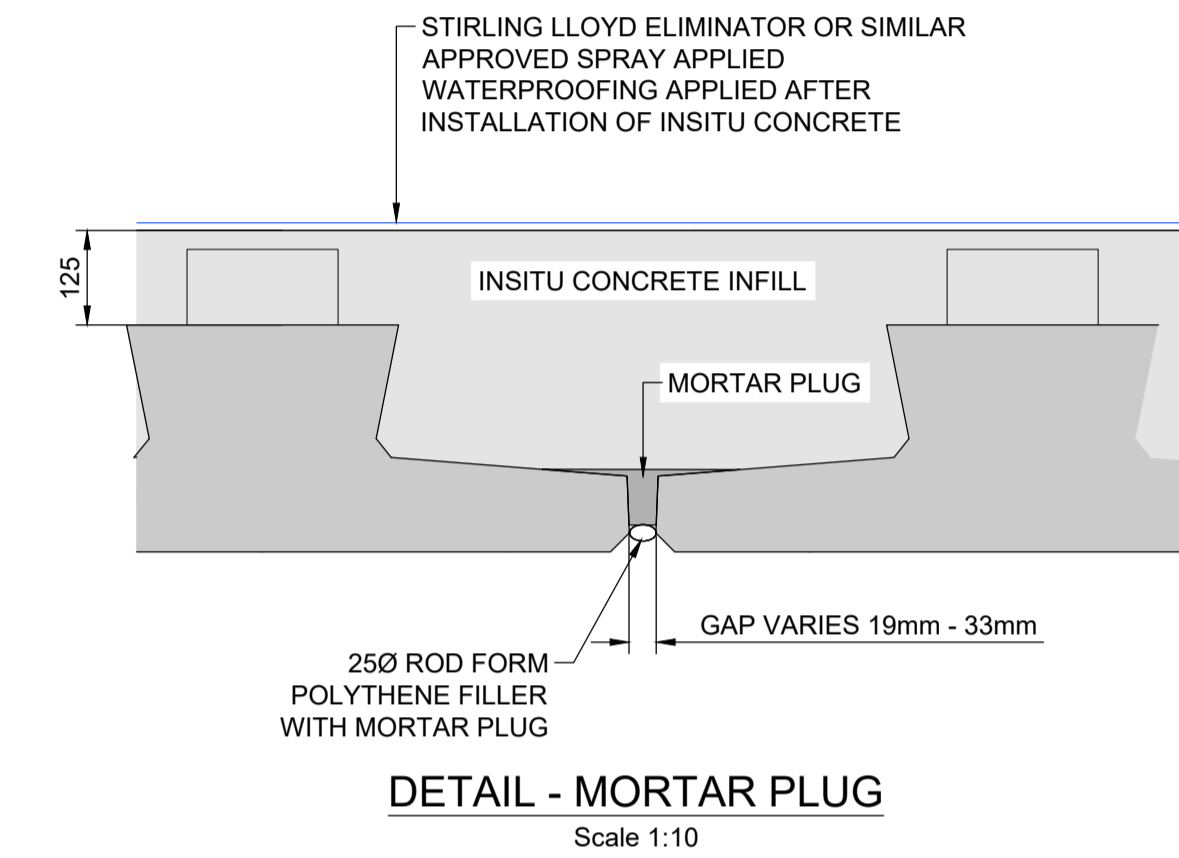 STIRLING LLOYD ELIMINATOR OR SIMILAR
APPROVED SPRAY APPLIED
WATERPROOFING APPLIED AFTER
INSTALLATION OF INSITU CONCRETE
125
INSITU CONCRETE INFILL
MORTAR PLUG
GAP VARIES 19mm - 33mm
25Ø ROD FORM
POLYTHENE FILLER
WITH MORTAR PLUG
DETAIL - MORTAR PLUG
Scale 1:10